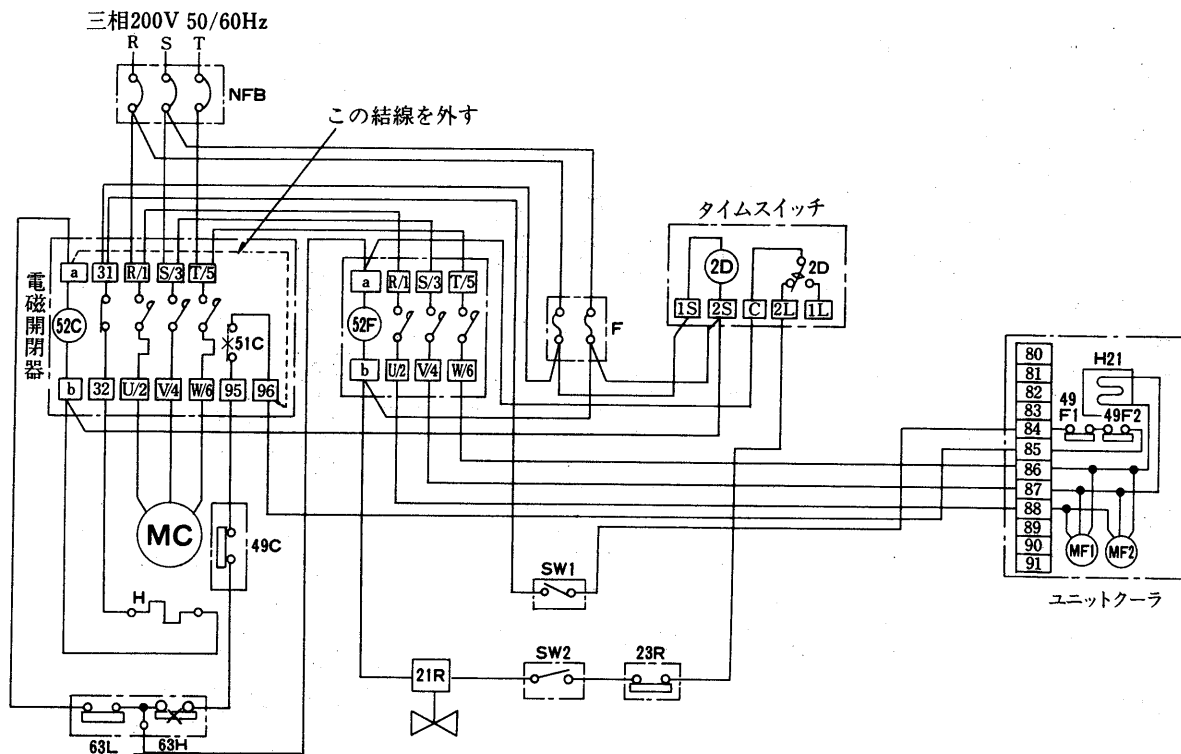 三相200V 50/60Hz
R S T
NFB
この結線を外す
タイムスイッチ
2D 2D
1S 2S C 2L 1L
電磁開閉器
a 31 R/1 S/3 T/5
52C
51C
b 32 U/2 V/4 W/6 95 96
a R/1 S/3 T/5
52F
b U/2 V/4 W/6
F
MC
49C
H
SW1
SW2
23R
21R
63L 63H
80
81
82
83
84
85
86
87
88
89
90
91
H21
49
F1
49F2
MF1 MF2
ユニットクーラ